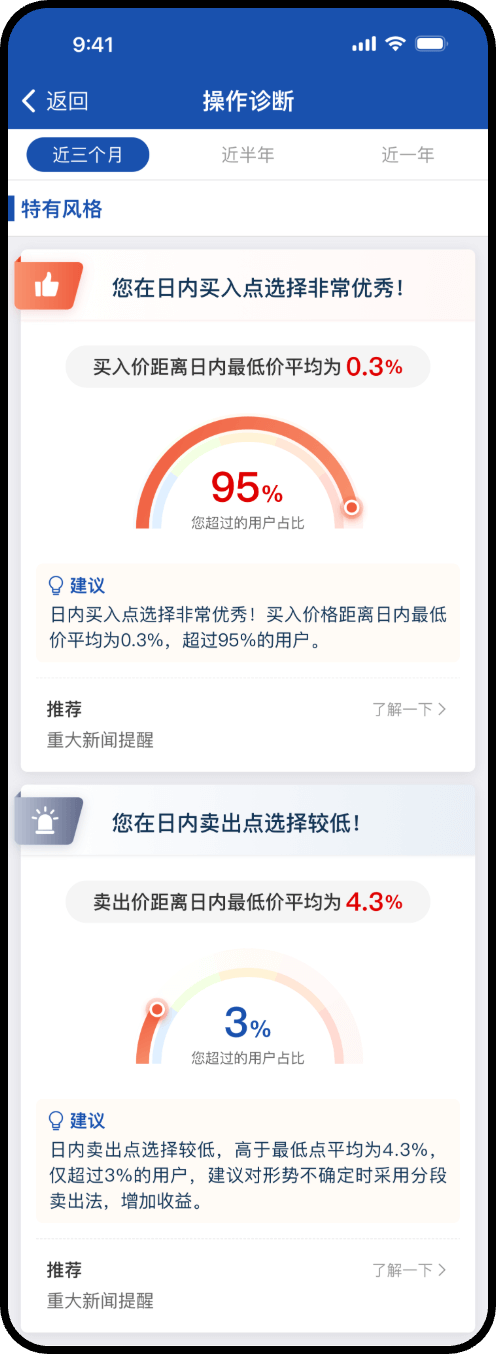 9:41
返回
操作诊断
近三个月
近半年
近一年
特有风格
您在日内买入点选择非常优秀！
买入价距离日内最低价平均为 0.3%
95%
您超过的用户占比
建议
日内买入点选择非常优秀！买入价格距离日内最低
价平均为0.3%，超过95%的用户。
推荐
了解一下
重大新闻提醒
您在日内卖出点选择较低！
卖出价距离日内最低价平均为 4.3%
3%
您超过的用户占比
建议
日内卖出点选择较低，高于最低点平均为4.3%，
仅超过3%的用户，建议对形势不确定时采用分段
卖出法，增加收益。
推荐
了解一下
重大新闻提醒